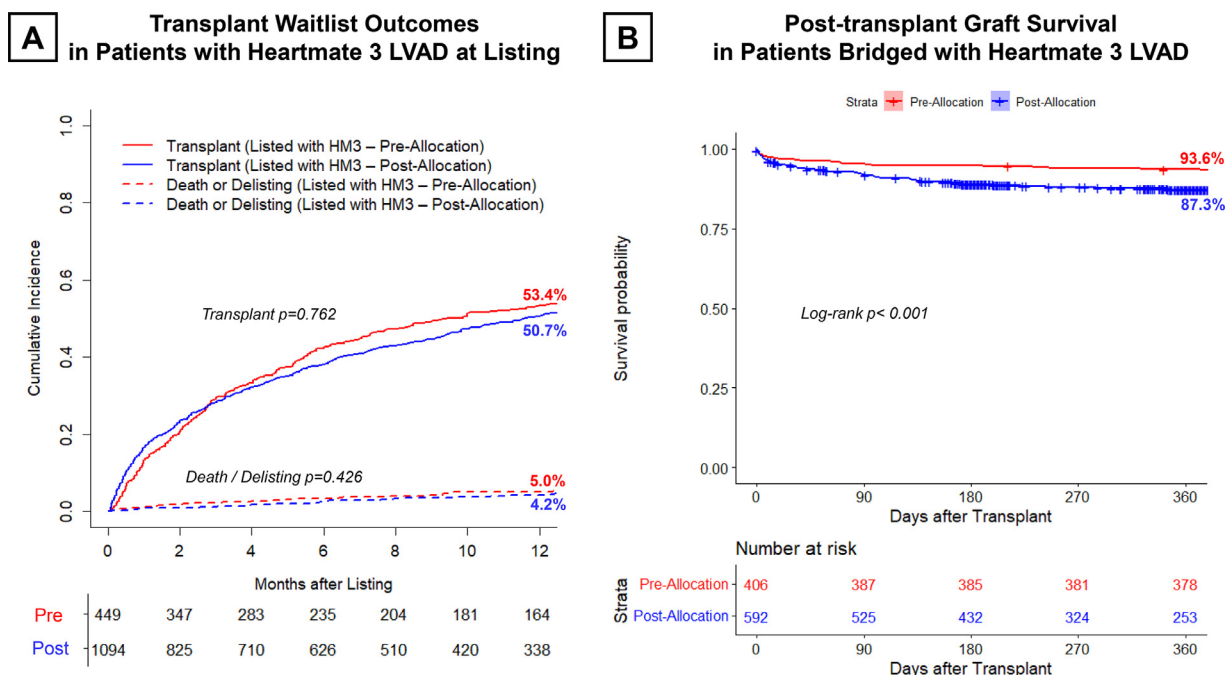 A
Transplant Waitlist Outcomes
in Patients with Heartmate 3 LVAD at Listing
Cumulative Incidence
1.0
0.8
0.6
0.4
0.2
0.0
Transplant (Listed with HM3 – Pre-Allocation)
Transplant (Listed with HM3 – Post-Allocation)
Death or Delisting (Listed with HM3 – Pre-Allocation)
Death or Delisting (Listed with HM3 – Post-Allocation)
53.4%
Transplant p=0.762
50.7%
Death / Delisting p=0.426
5.0%
4.2%
0 2 4 6 8 10 12
Months after Listing
Pre 449 347 283 235 204 181 164
Post 1094 825 710 626 510 420 338
B
Post-transplant Graft Survival
in Patients Bridged with Heartmate 3 LVAD
Strata Pre-Allocation Post-Allocation
Survival probability
1.00
0.75
0.50
0.25
0.00
93.6%
87.3%
Log-rank p< 0.001
0 90 180 270 360
Days after Transplant
Number at risk
Strata
Pre-Allocation 406 387 385 381 378
Post-Allocation 592 525 432 324 253
0 90 180 270 360
Days after Transplant